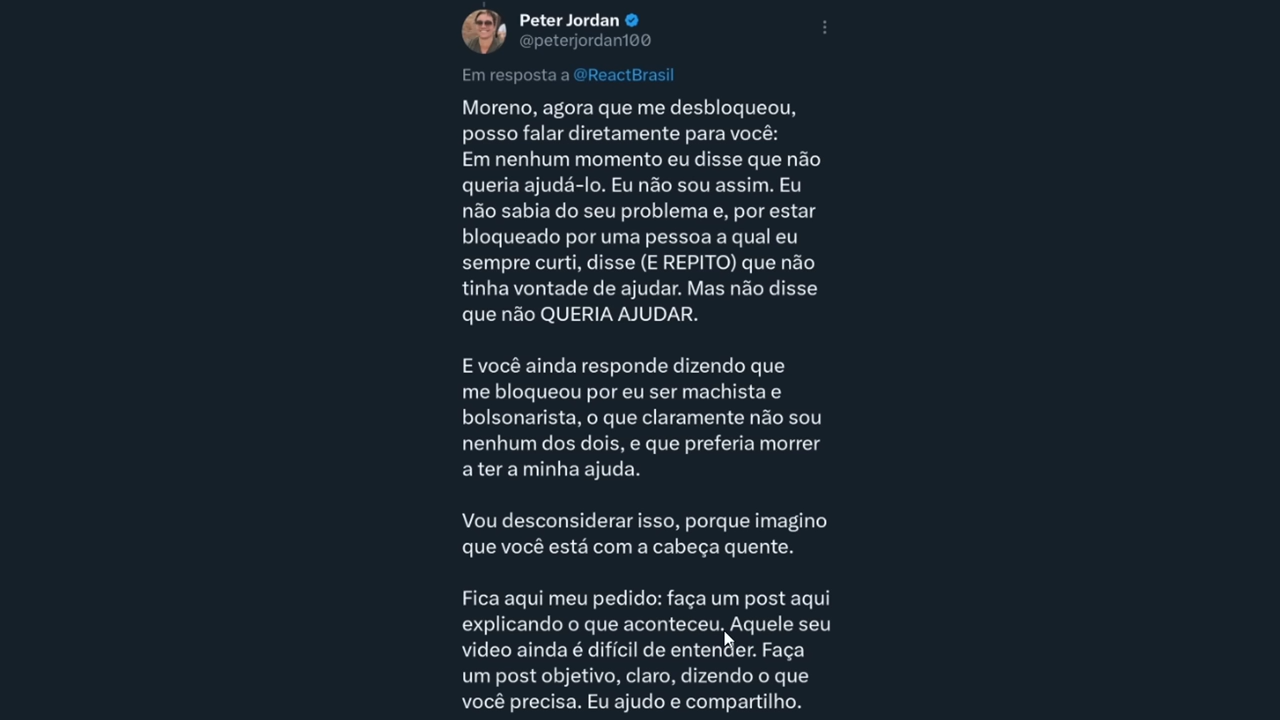 Peter Jordan
@peterjordan100
Em resposta a @ReactBrasil
Moreno, agora que me desbloqueou,
posso falar diretamente para você:
Em nenhum momento eu disse que não
queria ajudá-lo. Eu não sou assim. Eu
não sabia do seu problema e, por estar
bloqueado por uma pessoa a qual eu
sempre curti, disse (E REPITO) que não
tinha vontade de ajudar. Mas não disse
que não QUERIA AJUDAR.
E você ainda responde dizendo que
me bloqueou por eu ser machista e
bolsonarista, o que claramente não sou
nenhum dos dois, e que preferia morrer
a ter a minha ajuda.
Vou desconsiderar isso, porque imagino
que você está com a cabeça quente.
Fica aqui meu pedido: faça um post aqui
explicando o que aconteceu. Aquele seu
video ainda é difícil de entender. Faça
um post objetivo, claro, dizendo o que
você precisa. Eu ajudo e compartilho.